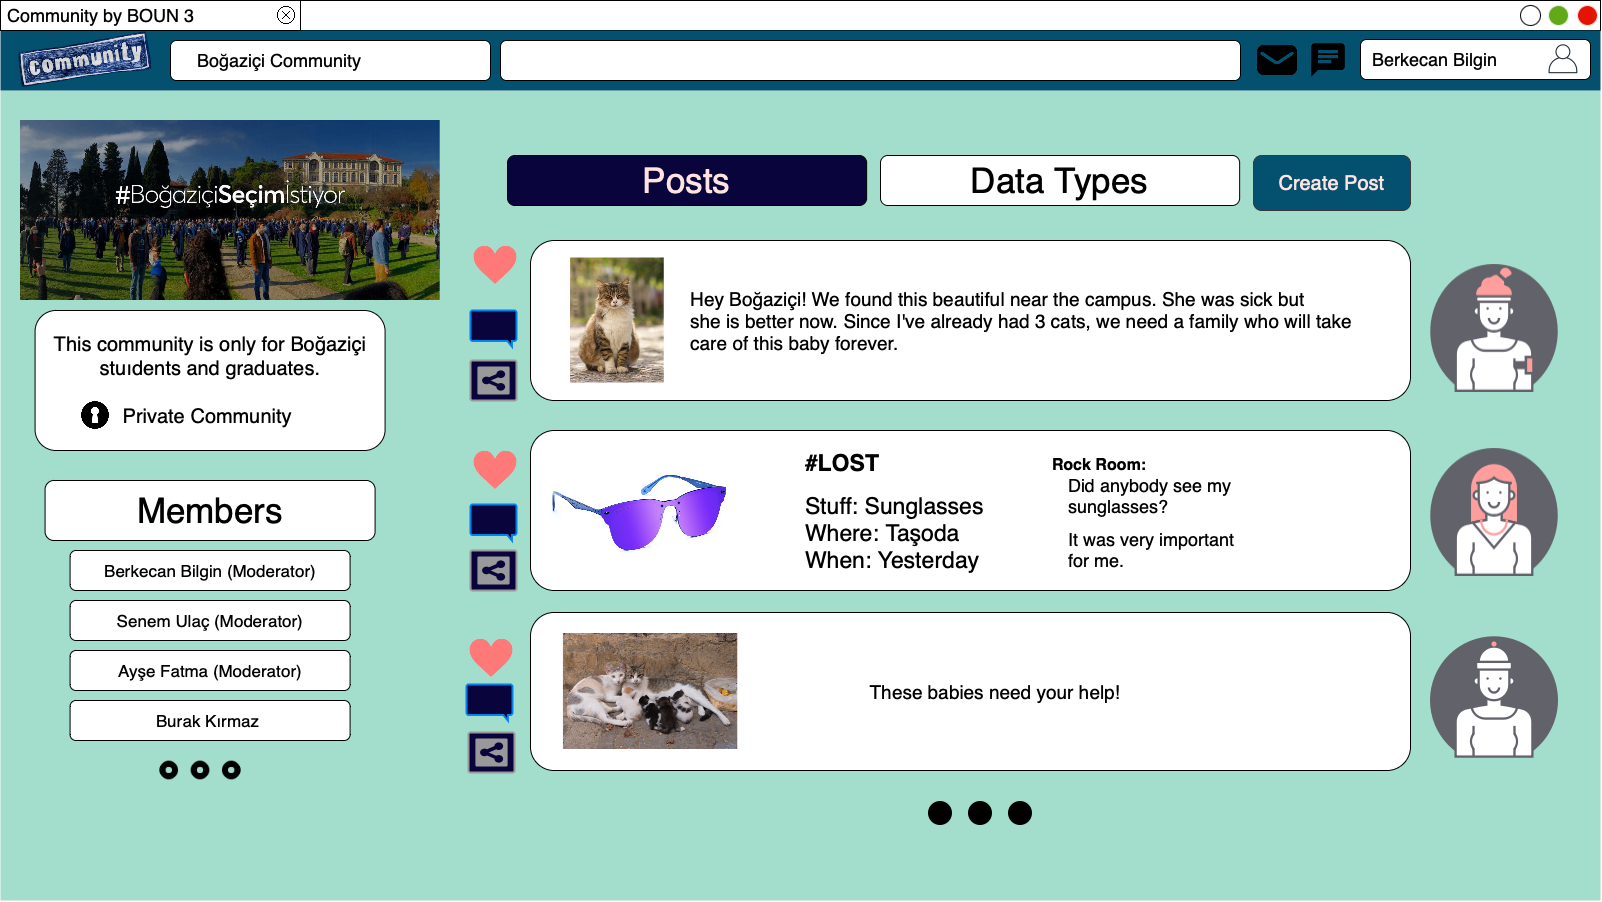 Community by BOUN 3
community
Boğaziçi Community
Berkecan Bilgin
#BoğaziçiSeçimİstiyor
Posts
Data Types
Create Post
This community is only for Boğaziçi
stuıdents and graduates.
Private Community
Members
Berkecan Bilgin (Moderator)
Senem Ulaç (Moderator)
Ayşe Fatma (Moderator)
Burak Kırmaz
Hey Boğaziçi! We found this beautiful near the campus. She was sick but
she is better now. Since I've already had 3 cats, we need a family who will take
care of this baby forever.
#LOST
Stuff: Sunglasses
Where: Taşoda
When: Yesterday
Rock Room:
Did anybody see my
sunglasses?
It was very important
for me.
These babies need your help!